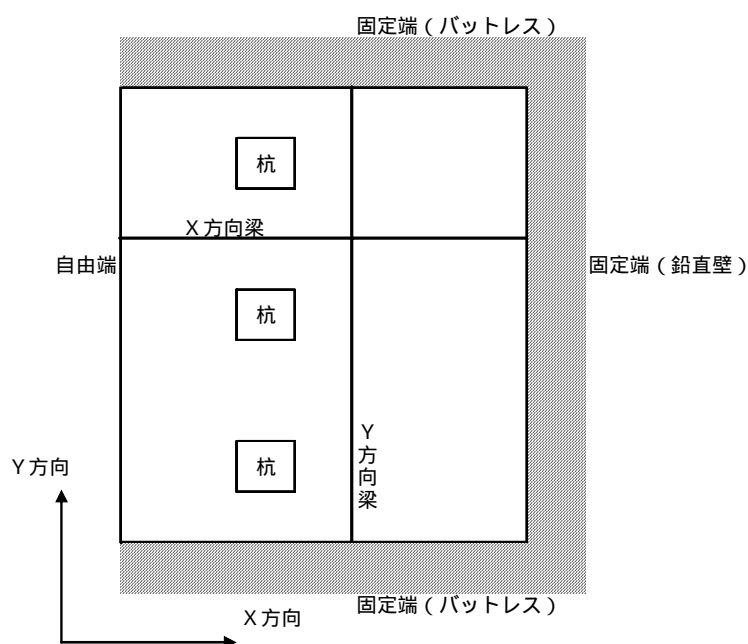 固定端（バットレス）
杭
X方向梁
自由端
固定端（鉛直壁）
杭
Y方向梁
杭
Y方向
X方向
固定端（バットレス）